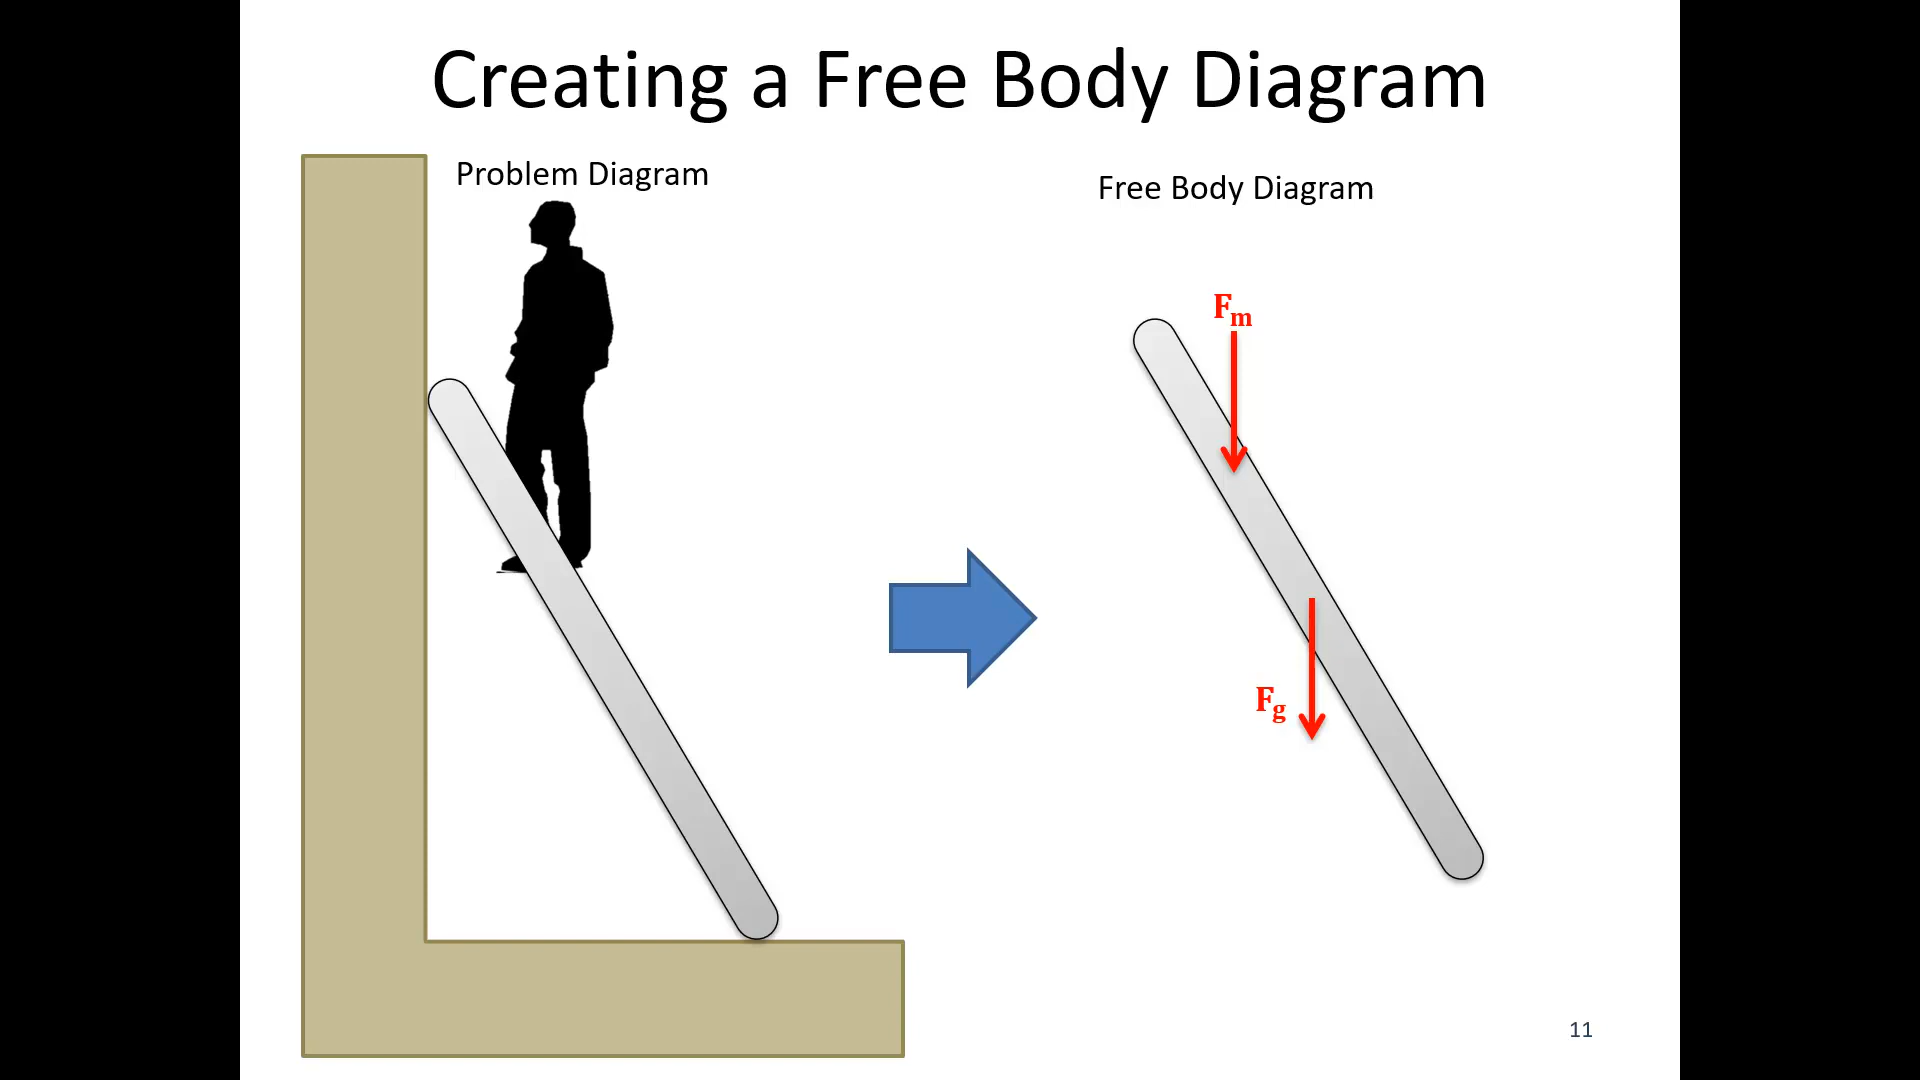 Creating a Free Body Diagram
Problem Diagram
Free Body Diagram
Fm
Fg
11